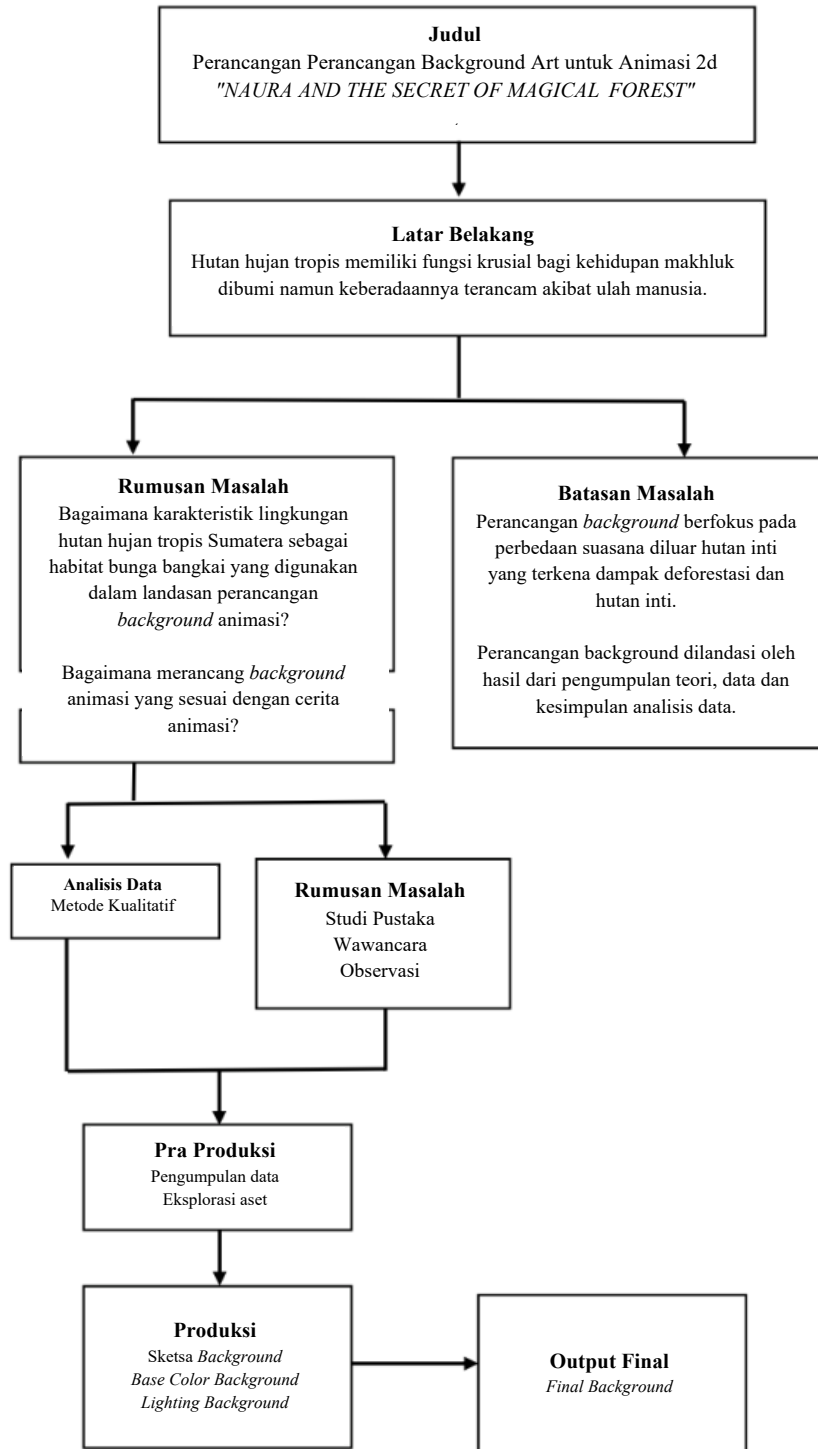 Judul
Perancangan Perancangan Background Art untuk Animasi 2d
"NAURA AND THE SECRET OF MAGICAL FOREST"
.
Latar Belakang
Hutan hujan tropis memiliki fungsi krusial bagi kehidupan makhluk
dibumi namun keberadaannya terancam akibat ulah manusia.
Rumusan Masalah
Bagaimana karakteristik lingkungan
hutan hujan tropis Sumatera sebagai
habitat bunga bangkai yang digunakan
dalam landasan perancangan
background animasi?
Bagaimana merancang background
animasi yang sesuai dengan cerita
animasi?
Batasan Masalah
Perancangan background berfokus pada
perbedaan suasana diluar hutan inti
yang terkena dampak deforestasi dan
hutan inti.
Perancangan background dilandasi oleh
hasil dari pengumpulan teori, data dan
kesimpulan analisis data.
Analisis Data
Metode Kualitatif
Rumusan Masalah
Studi Pustaka
Wawancara
Observasi
Pra Produksi
Pengumpulan data
Eksplorasi aset
Produksi
Sketsa Background
Base Color Background
Lighting Background
Output Final
Final Background